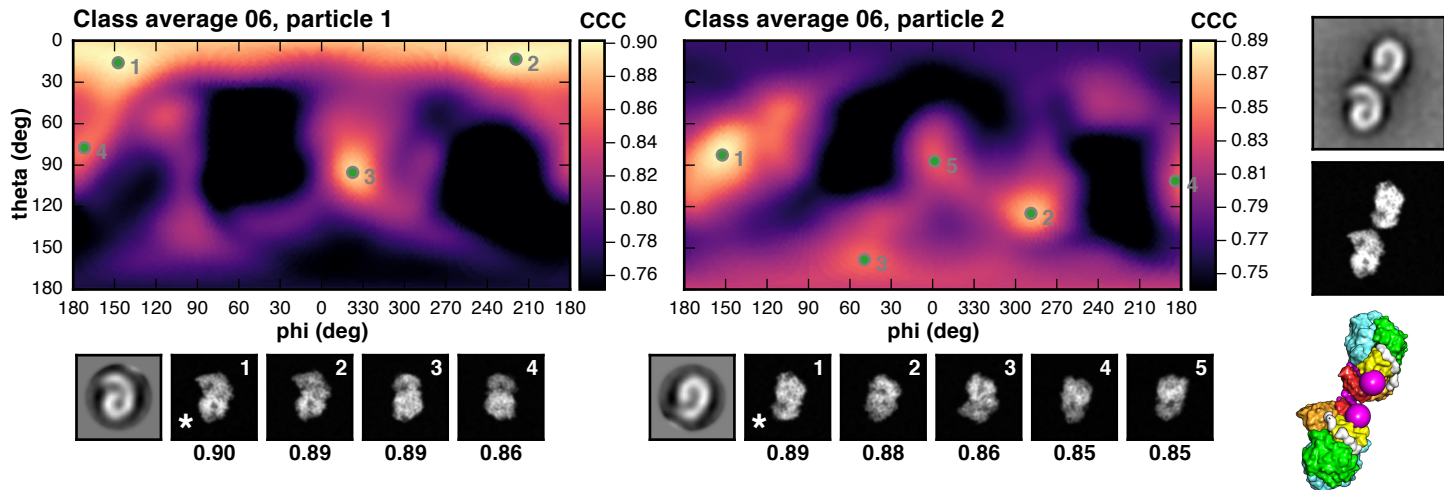 Class average 06, particle 1
CCC
0
30
60
90
120
150
180
theta (deg)
180 150 120 90 60 30 0 330 300 270 240 210 180
phi (deg)
1
2
3
4
0.90
0.88
0.86
0.84
0.82
0.80
0.78
0.76
Class average 06, particle 2
CCC
180 150 120 90 60 30 0 330 300 270 240 210 180
phi (deg)
1
2
3
4
5
0.89
0.87
0.85
0.83
0.81
0.79
0.77
0.75
1 2 3 4
*
0.90 0.89 0.89 0.86
1 2 3 4 5
*
0.89 0.88 0.86 0.85 0.85